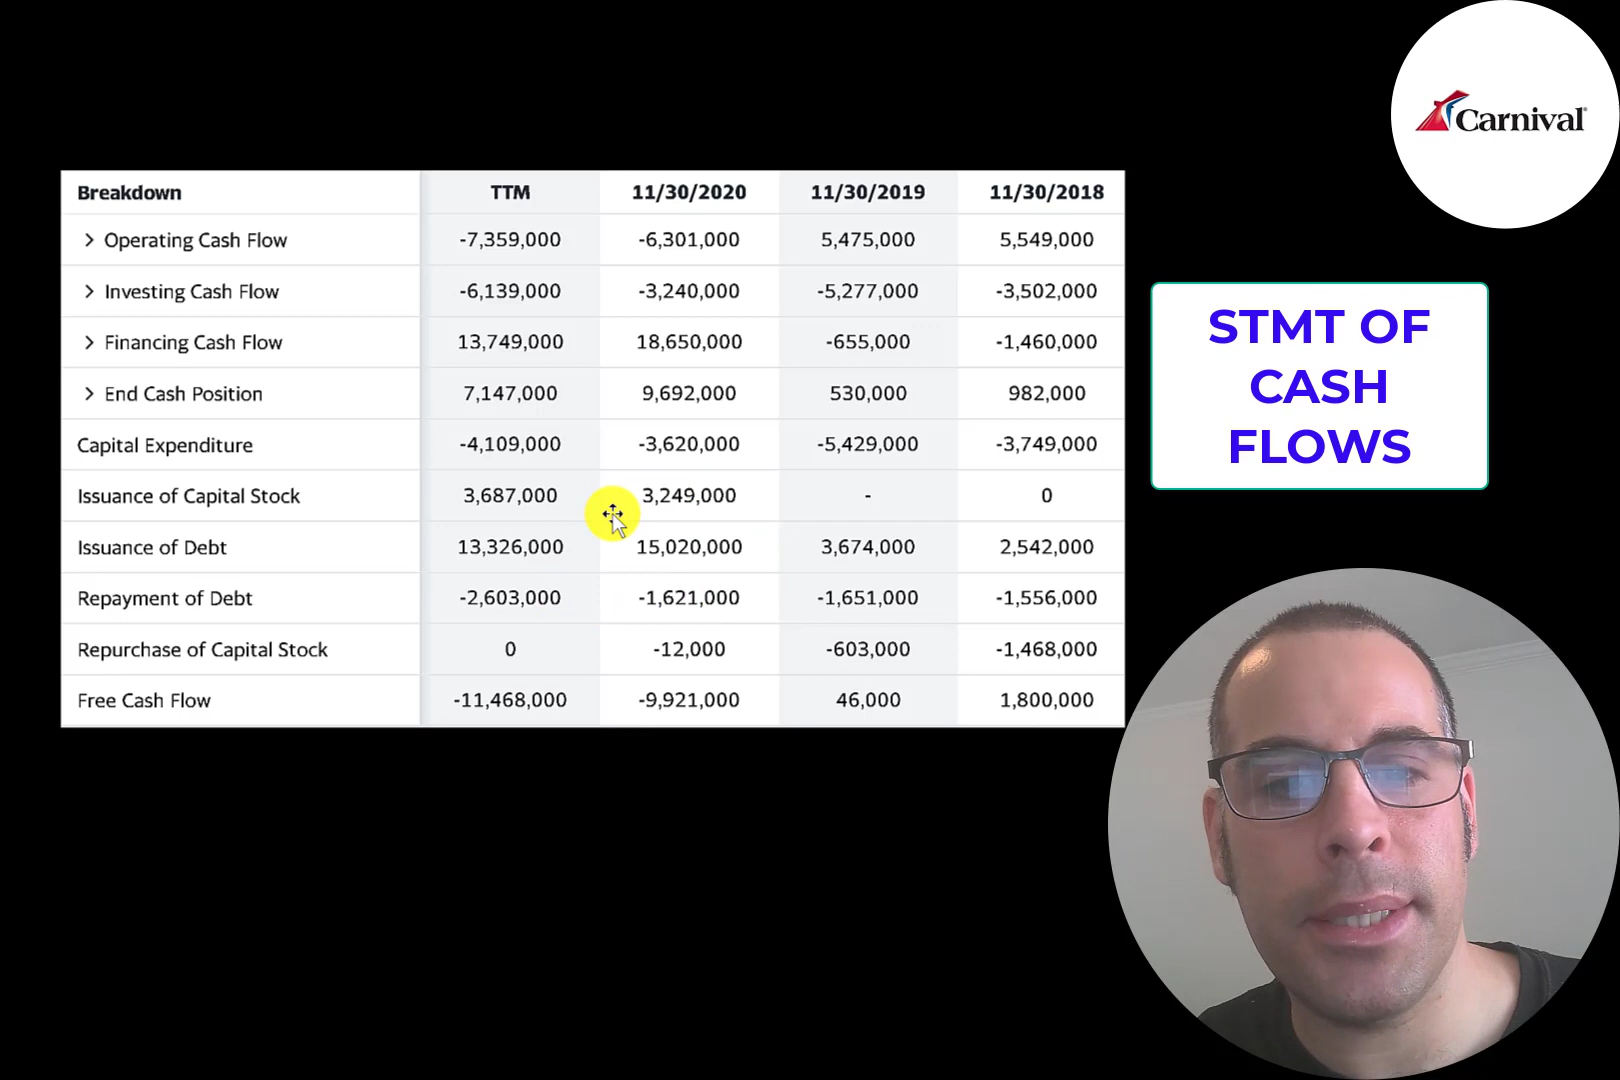 Carnival®
Breakdown TTM 11/30/2020 11/30/2019 11/30/2018
Operating Cash Flow -7,359,000 -6,301,000 5,475,000 5,549,000
Investing Cash Flow -6,139,000 -3,240,000 -5,277,000 -3,502,000
Financing Cash Flow 13,749,000 18,650,000 -655,000 -1,460,000
End Cash Position 7,147,000 9,692,000 530,000 982,000
Capital Expenditure -4,109,000 -3,620,000 -5,429,000 -3,749,000
Issuance of Capital Stock 3,687,000 3,249,000 - 0
Issuance of Debt 13,326,000 15,020,000 3,674,000 2,542,000
Repayment of Debt -2,603,000 -1,621,000 -1,651,000 -1,556,000
Repurchase of Capital Stock 0 -12,000 -603,000 -1,468,000
Free Cash Flow -11,468,000 -9,921,000 46,000 1,800,000
STMT OF
CASH
FLOWS